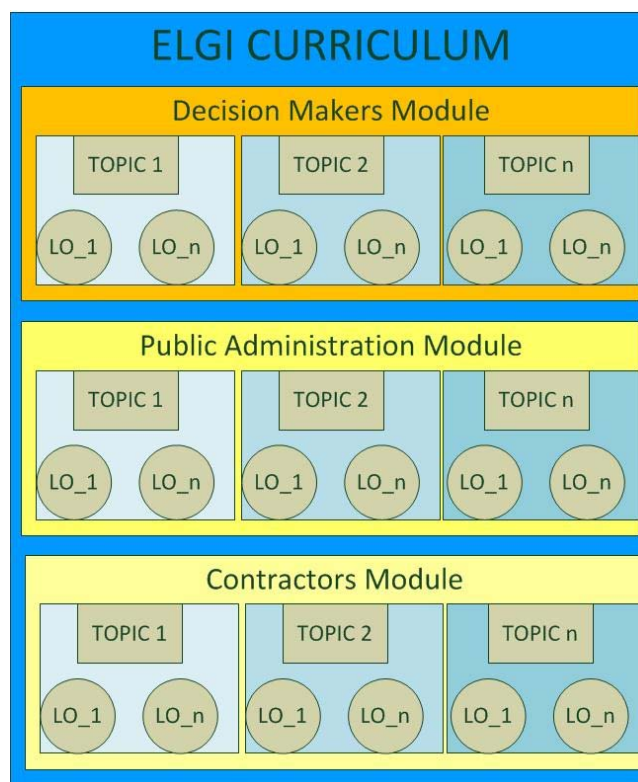 ELGI CURRICULUM
Decision Makers Module
TOPIC 1
TOPIC 2
TOPIC n
LO_1
LO_n
LO_1
LO_n
LO_1
LO_n
Public Administration Module
TOPIC 1
TOPIC 2
TOPIC n
LO_1
LO_n
LO_1
LO_n
LO_1
LO_n
Contractors Module
TOPIC 1
TOPIC 2
TOPIC n
LO_1
LO_n
LO_1
LO_n
LO_1
LO_n